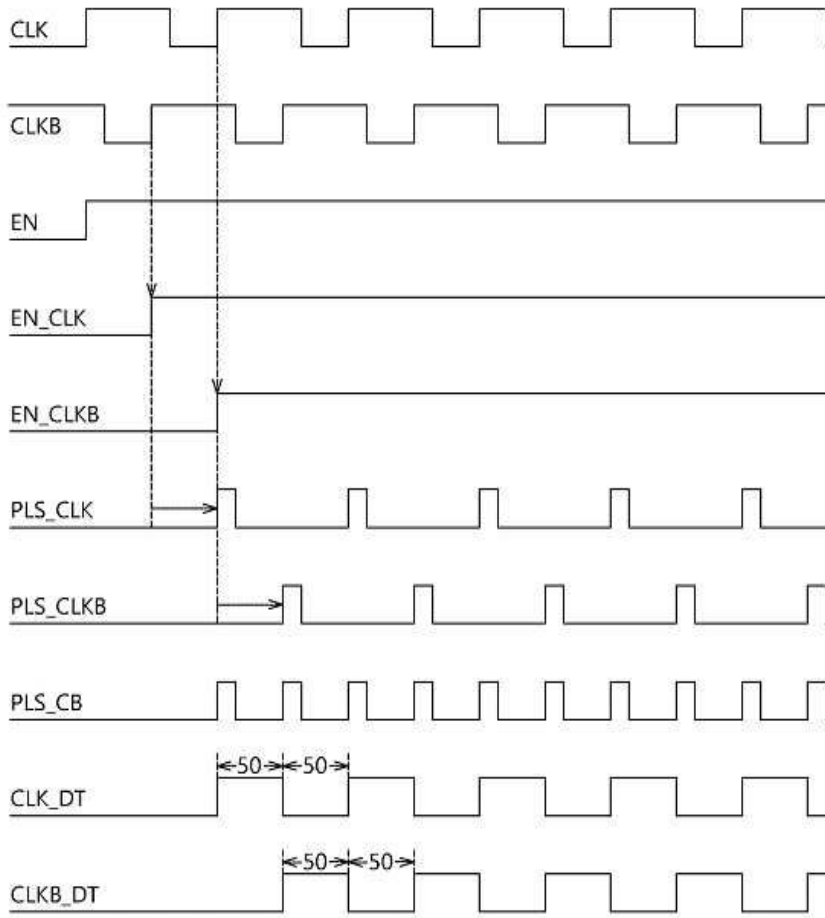 CLK
CLKB
EN
EN_CLK
EN_CLKB
PLS_CLK
PLS_CLKB
PLS_CB
50 50
CLK_DT
50 50
CLKB_DT